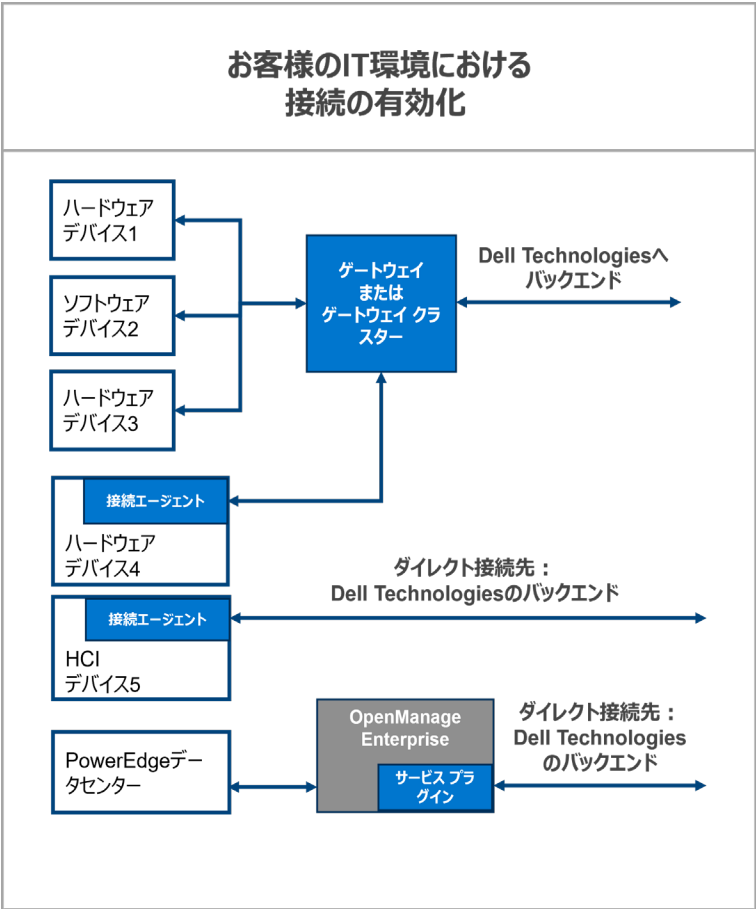 お客様のIT環境における
接続の有効化
ハードウェア
デバイス1
ソフトウェア
デバイス2
ハードウェア
デバイス3
ゲートウェイ
または
ゲートウェイ クラ
スター
Dell Technologiesへ
バックエンド
接続エージェント
ハードウェア
デバイス4
接続エージェント
HCI
デバイス5
ダイレクト接続先：
Dell Technologiesのバックエンド
PowerEdgeデー
タセンター
OpenManage
Enterprise
サービス プラ
グイン
ダイレクト接続先：
Dell Technologies
のバックエンド